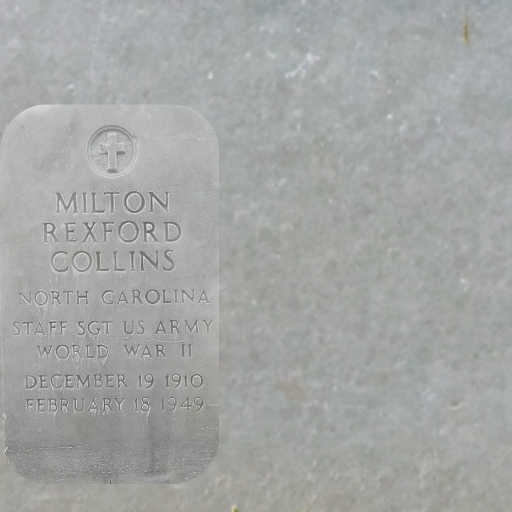 MILTON
REXFORD
COLLINS
NORTH CAROLINA
STAFF SGT US ARMY
WORLD WAR II
DECEMBER 19 1910
FEBRUARY 18 1949